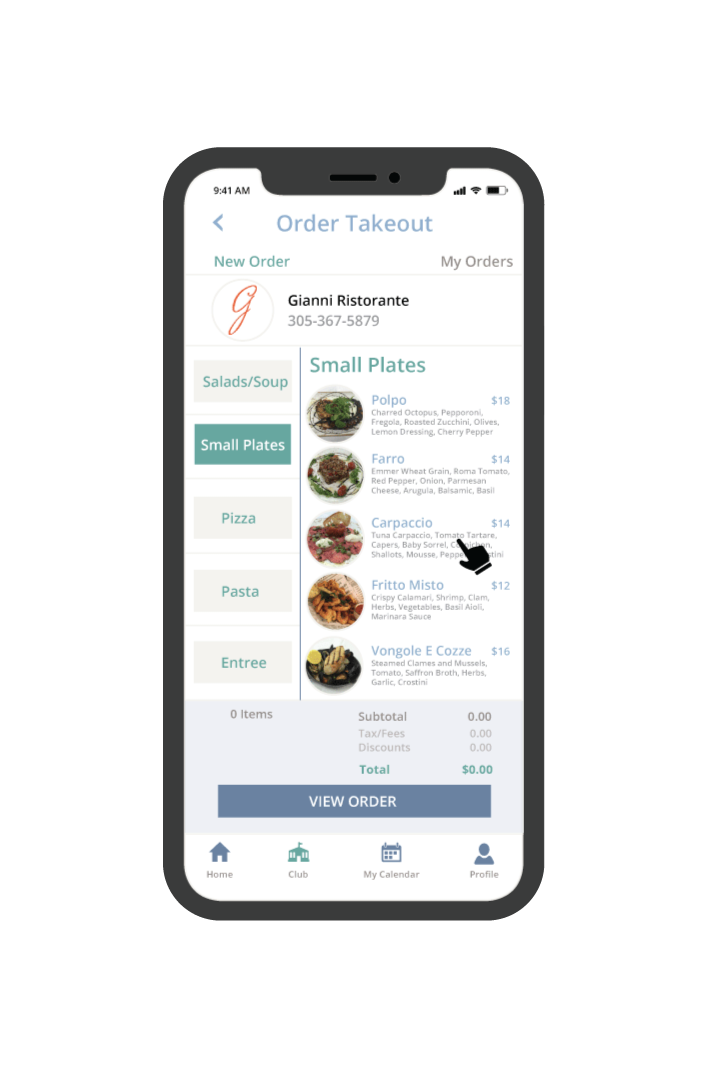 9:41 AM
Order Takeout
New Order
My Orders
G
Gianni Ristorante
305-367-5879
Salads/Soup
Small Plates
Pizza
Pasta
Entree
Small Plates
Polpo $18
Charred Octopus, Pepporoni,
Fregola, Roasted Zucchini, Olives,
Lemon Dressing, Cherry Pepper
Farro $14
Emmer Wheat Grain, Roma Tomato,
Red Pepper, Onion, Parmesan
Cheese, Arugula, Balsamic, Basil
Carpaccio $14
Tuna Carpaccio, Tomato Tartare,
Capers, Baby Sorrel,
Shallots, Mousse,
Fritto Misto $12
Crispy Calamari, Shrimp, Clam,
Herbs, Vegetables, Basil Aioli,
Marinara Sauce
Vongole E Cozze $16
Steamed Clames and Mussels,
Tomato, Saffron Broth, Herbs,
Garlic, Crostini
0 Items
Subtotal 0.00
Tax/Fees 0.00
Discounts 0.00
Total $0.00
VIEW ORDER
Home
Club
My Calendar
Profile